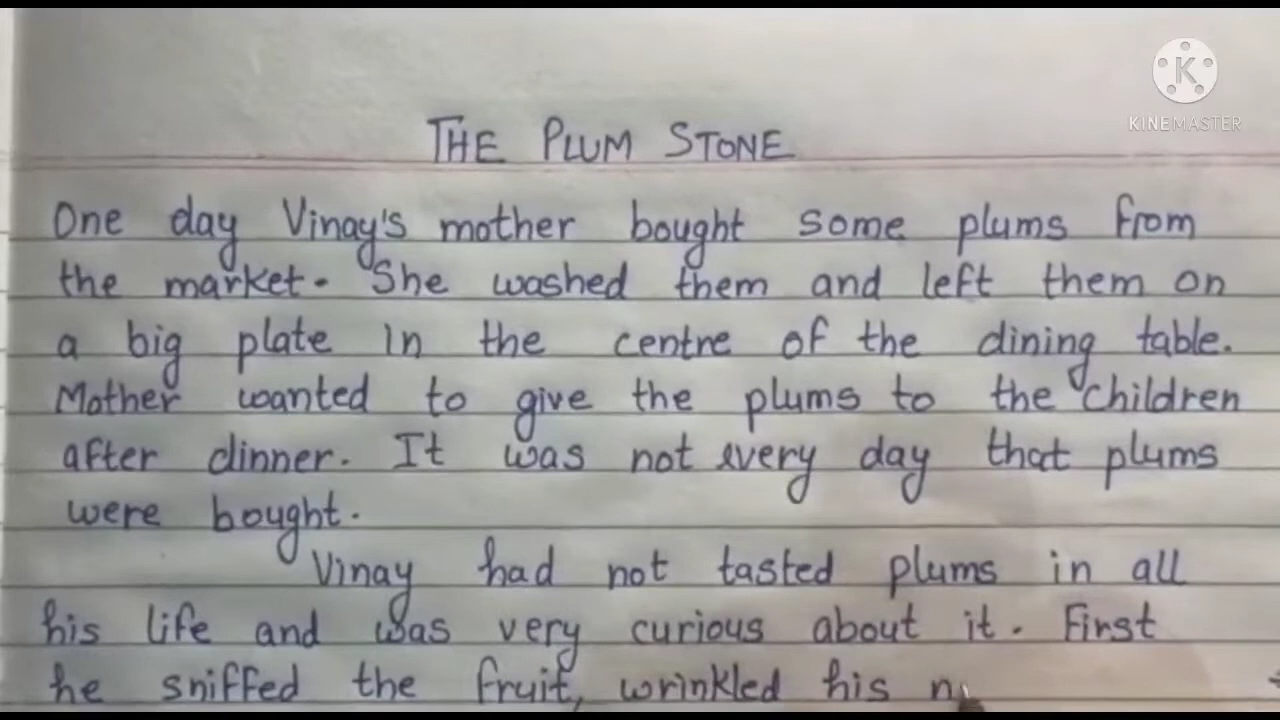 KINEMASTER
THE PLUM STONE
One day Vinay's mother bought some plums from
the market. She washed them and left them on
a big plate in the centre of the dining table.
Mother wanted to give the plums to the children
after dinner. It was not every day that plums
were bought.
Vinay had not tasted plums in all
his life and was very curious about it. First
he sniffed the fruit, wrinkled his n